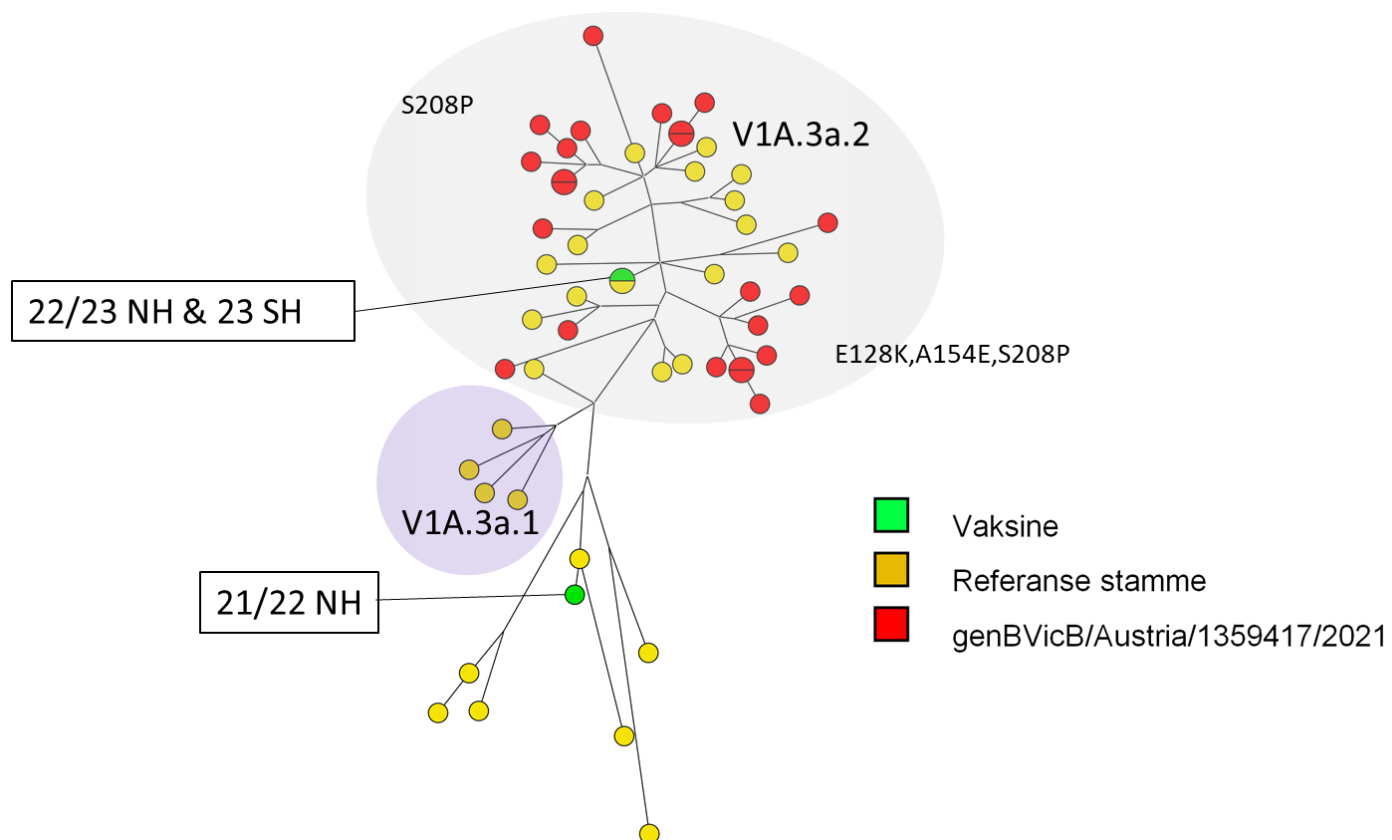 S208P
V1A.3a.2
22/23 NH & 23 SH
E128K,A154E,S208P
V1A.3a.1
21/22 NH
Vaksine
Referanse stamme
genBVicB/Austria/1359417/2021